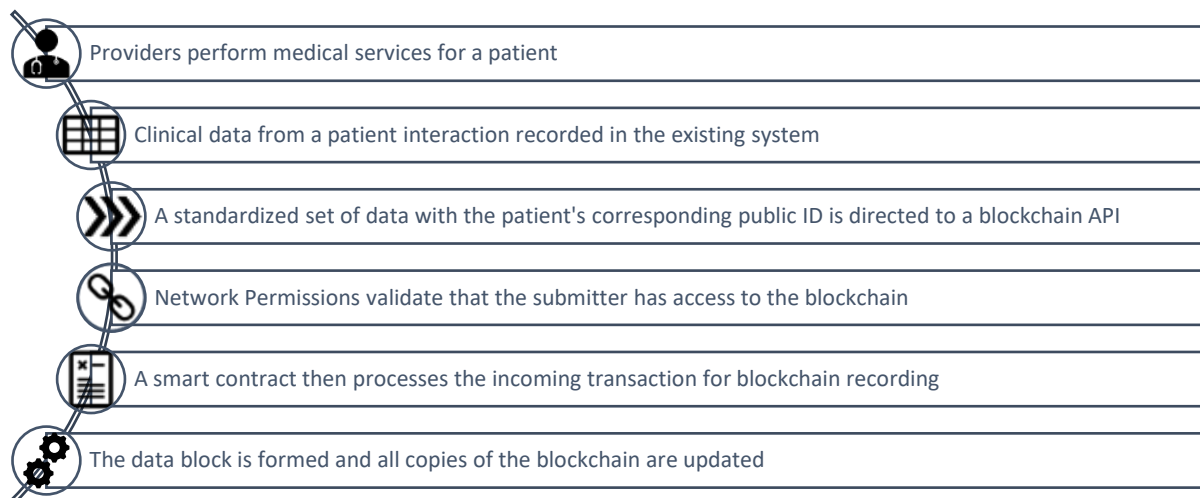 Providers perform medical services for a patient
Clinical data from a patient interaction recorded in the existing system
A standardized set of data with the patient's corresponding public ID is directed to a blockchain API
Network Permissions validate that the submitter has access to the blockchain
A smart contract then processes the incoming transaction for blockchain recording
The data block is formed and all copies of the blockchain are updated